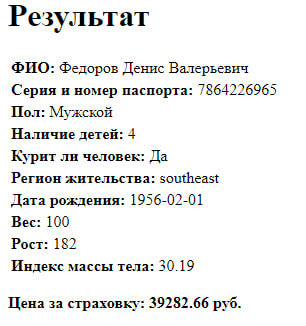 Результат
ФИО: Федоров Денис Валерьевич
Серия и номер паспорта: 7864226965
Пол: Мужской
Наличие детей: 4
Курит ли человек: Да
Регион жительства: southeast
Дата рождения: 1956-02-01
Вес: 100
Рост: 182
Индекс массы тела: 30.19
Цена за страховку: 39282.66 руб.